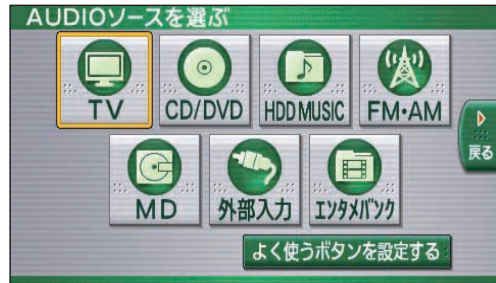 AUDIOソースを選ぶ
TV
CD/DVD
HDD MUSIC
FM・AM
戻る
MD
外部入力
エンタメバンク
よく使うボタンを設定する